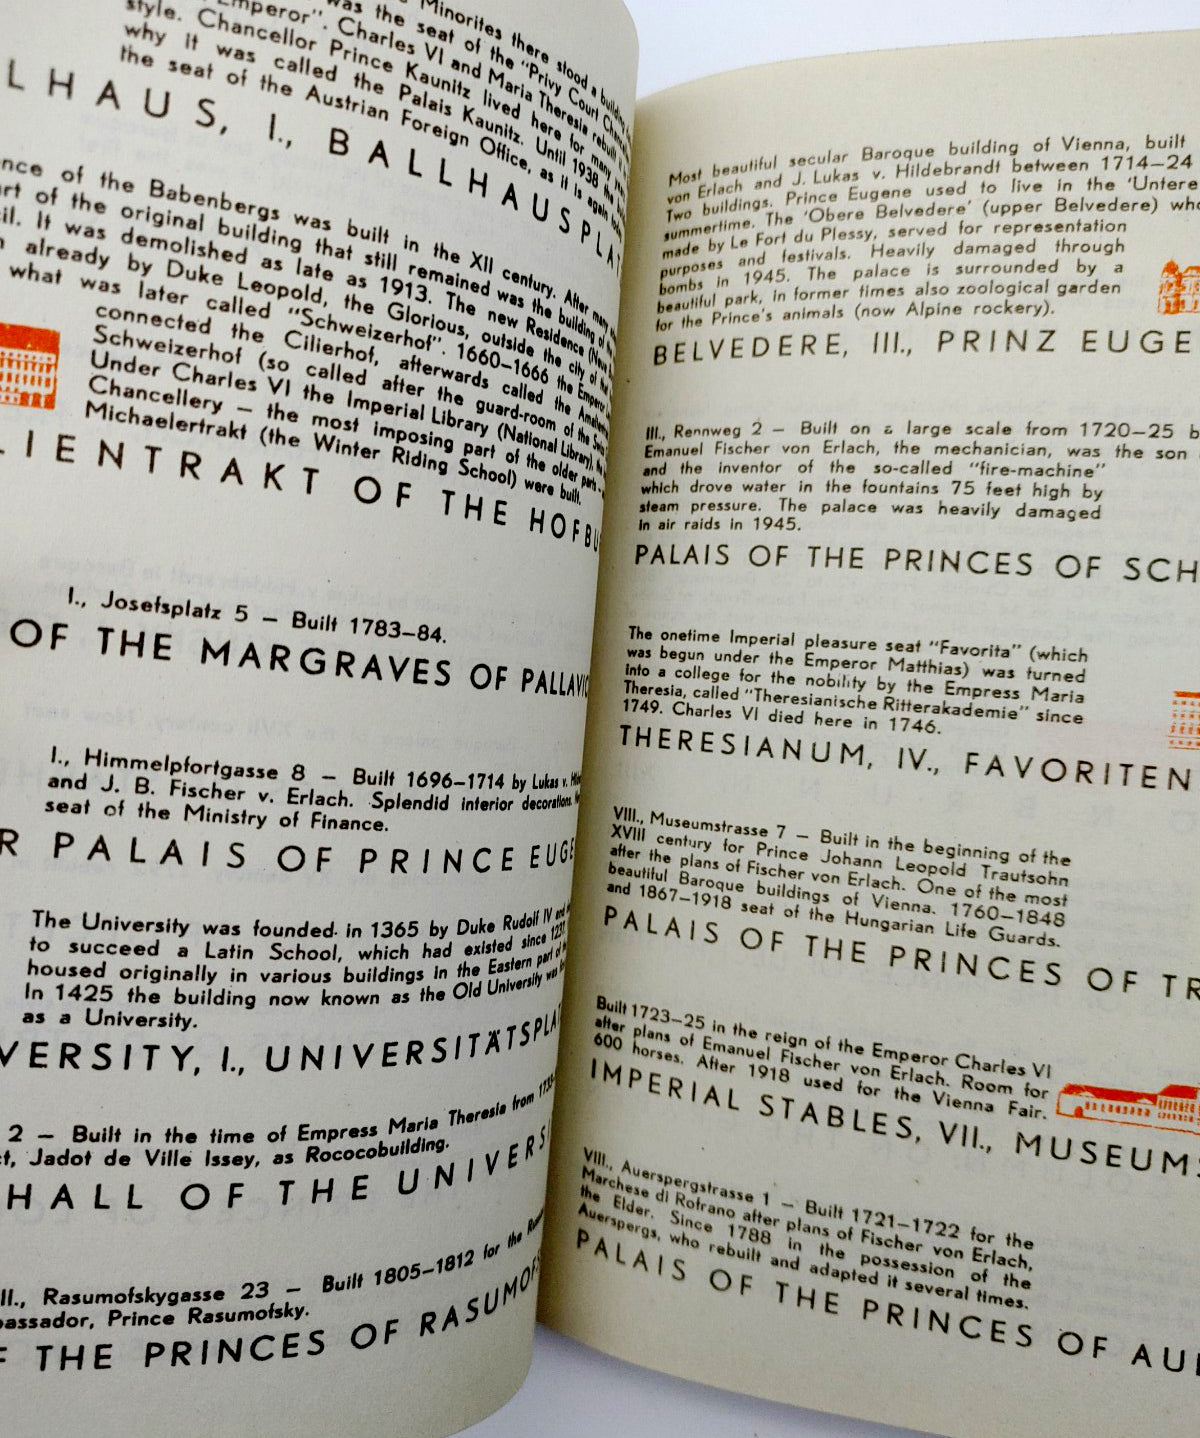 Minorites there stood a building
was the seat of the "Privy Court
Emperor". Charles VI and Maria Theresia rebuilt
style. Chancellor Prince Kaunitz lived here for many
why it was called the Palais Kaunitz. Until 1938 the
the seat of the Austrian Foreign Office, as it is again
LHAUS, I., BALLHAUSPLA
nce of the Babenbergs was built in the XII century. After many
rt of the original building that still remained was the building of the
il. It was demolished as late as 1913. The new Residence
already by Duke Leopold, the Glorious, outside the city
what was later called "Schweizerhof". 1660–1666 the Emperor
connected the Cilierhof, afterwards called the
Schweizerhof (so called after the guard-room of the Swiss
Under Charles VI the Imperial Library (National Library), the
Chancellery – the most imposing part of the older parts –
Michaelertrakt (the Winter Riding School) were built.
LIENTRAKT OF THE HOFBU
I., Josefsplatz 5 – Built 1783–84.
OF THE MARGRAVES OF PALLAVIC
I., Himmelpfortgasse 8 – Built 1696–1714 by Lukas v.
and J. B. Fischer v. Erlach. Splendid interior decorations.
seat of the Ministry of Finance.
R PALAIS OF PRINCE EUGE
The University was founded in 1365 by Duke Rudolf IV and
to succeed a Latin School, which had existed since 1237
housed originally in various buildings in the Eastern part of
In 1425 the building now known as the Old University was
as a University.
VERSITY, I., UNIVERSITÄTSPLA
2 – Built in the time of Empress Maria Theresia from
ct, Jadot de Ville Issey, as Rococobuilding.
HALL OF THE UNIVERSI
II., Rasumofskygasse 23 – Built 1805–1812 for the
bassador, Prince Rasumofsky.
F THE PRINCES OF RASUMOFS
Most beautiful secular Baroque building of Vienna, built
von Erlach and J. Lukas v. Hildebrandt between 1714–24
Two buildings. Prince Eugene used to live in the 'Untere
summertime. The 'Obere Belvedere' (upper Belvedere) who
made by Le Fort du Plessy, served for representation
purposes and festivals. Heavily damaged through
bombs in 1945. The palace is surrounded by a
beautiful park, in former times also zoological garden
for the Prince's animals (now Alpine rockery).
BELVEDERE, III., PRINZ EUGE
III., Rennweg 2 – Built on a large scale from 1720–25 b
Emanuel Fischer von Erlach, the mechanician, was the son
and the inventor of the so-called "fire-machine"
which drove water in the fountains 75 feet high by
steam pressure. The palace was heavily damaged
in air raids in 1945.
PALAIS OF THE PRINCES OF SCH
The onetime Imperial pleasure seat "Favorita" (which
was begun under the Emperor Matthias) was turned
into a college for the nobility by the Empress Maria
Theresia, called "Theresianische Ritterakademie" since
1749. Charles VI died here in 1746.
THERESIANUM, IV., FAVORITEN
VIII., Museumstrasse 7 – Built in the beginning of the
XVIII century for Prince Johann Leopold Trautsohn
after the plans of Fischer von Erlach. One of the most
beautiful Baroque buildings of Vienna. 1760–1848
and 1867–1918 seat of the Hungarian Life Guards.
PALAIS OF THE PRINCES OF TR
Built 1723–25 in the reign of the Emperor Charles VI
after plans of Emanuel Fischer von Erlach. Room for
600 horses. After 1918 used for the Vienna Fair.
IMPERIAL STABLES, VII., MUSEUMS
VIII., Auerspergstrasse 1 – Built 1721–1722 for the
Marchese di Rofrano after plans of Fischer von Erlach,
the Elder. Since 1788 in the possession of the
Auerspergs, who rebuilt and adapted it several times.
PALAIS OF THE PRINCES OF AUE